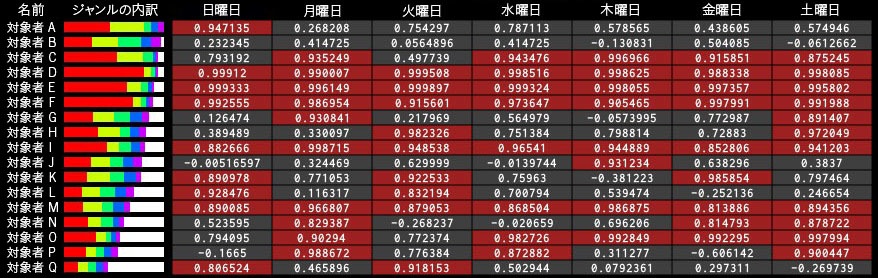 名前 ジャンルの内訳 日曜日 月曜日 火曜日 水曜日 木曜日 金曜日 土曜日
対象者 A 0.947135 0.268208 0.754297 0.787113 0.578565 0.438605 0.574946
対象者 B 0.232345 0.414725 0.0564896 0.414725 -0.130831 0.504085 -0.0612662
対象者 C 0.793192 0.935249 0.497739 0.943476 0.996966 0.915851 0.875245
対象者 D 0.99912 0.990007 0.999508 0.998516 0.998625 0.988338 0.998085
対象者 E 0.999333 0.996149 0.999897 0.999324 0.998055 0.997357 0.995802
対象者 F 0.992555 0.986954 0.915601 0.973647 0.905465 0.997991 0.991988
対象者 G 0.126474 0.930841 0.217969 0.564979 -0.0573995 0.772987 0.891407
対象者 H 0.389489 0.330097 0.982326 0.751384 0.798814 0.72883 0.972049
対象者 I 0.882666 0.998715 0.948538 0.96541 0.944889 0.852806 0.941203
対象者 J -0.00516597 0.324469 0.629999 -0.0139744 0.931234 0.638296 0.3837
対象者 K 0.890978 0.771053 0.922533 0.75963 -0.381223 0.985854 0.797464
対象者 L 0.928476 0.116317 0.832194 0.700794 0.539474 -0.252136 0.246654
対象者 M 0.890085 0.966807 0.879053 0.868504 0.986875 0.813886 0.894356
対象者 N 0.523595 0.829387 -0.268237 -0.020659 0.696206 0.814793 0.878722
対象者 O 0.794095 0.90294 0.772374 0.982726 0.992849 0.992295 0.997994
対象者 P -0.1665 0.988672 0.776384 0.872882 0.311277 -0.606142 0.900447
対象者 Q 0.806524 0.465896 0.918153 0.502944 0.0792361 0.297311 -0.269739